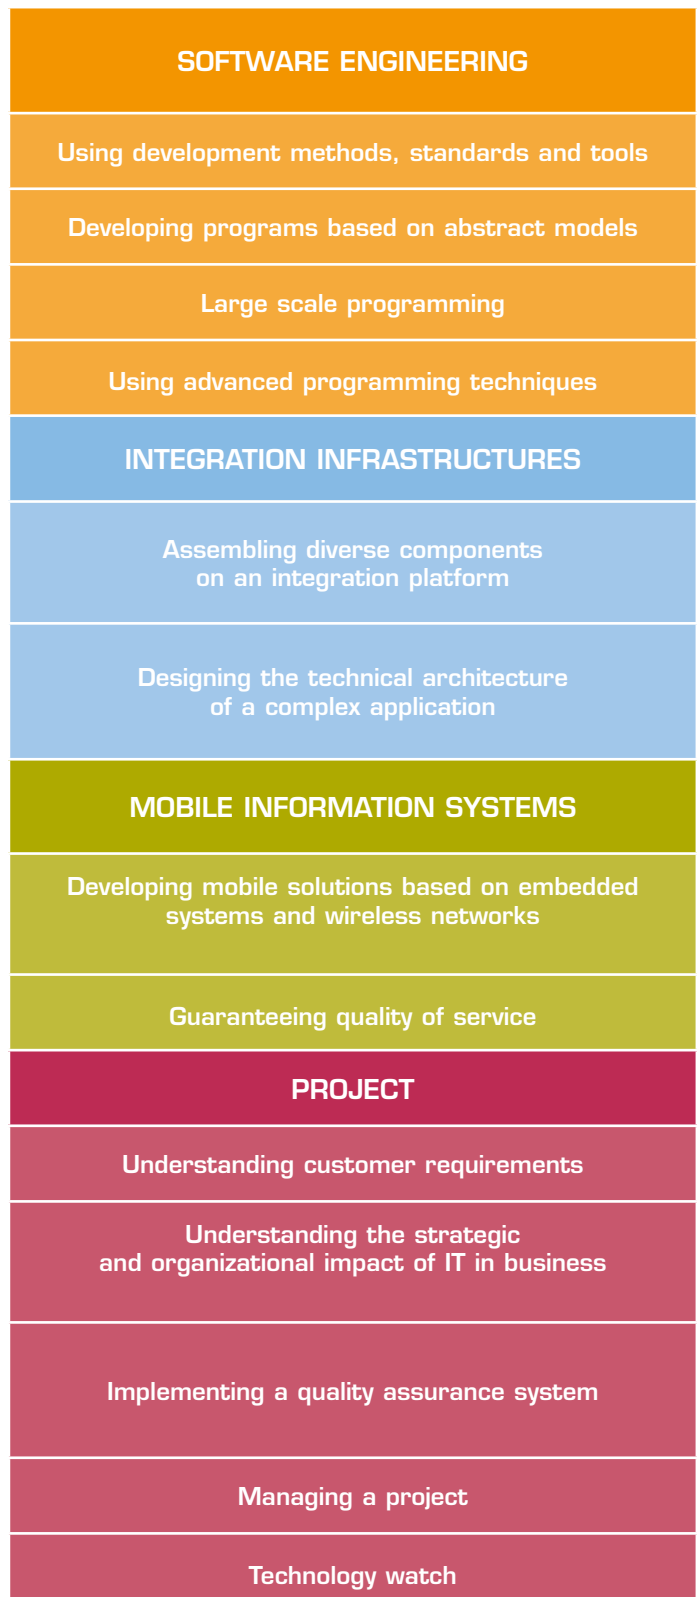 SOFTWARE ENGINEERING
Using development methods, standards and tools
Developing programs based on abstract models
Large scale programming
Using advanced programming techniques
INTEGRATION INFRASTRUCTURES
Assembling diverse components
on an integration platform
Designing the technical architecture
of a complex application
MOBILE INFORMATION SYSTEMS
Developing mobile solutions based on embedded
systems and wireless networks
Guaranteeing quality of service
PROJECT
Understanding customer requirements
Understanding the strategic
and organizational impact of IT in business
Implementing a quality assurance system
Managing a project
Technology watch